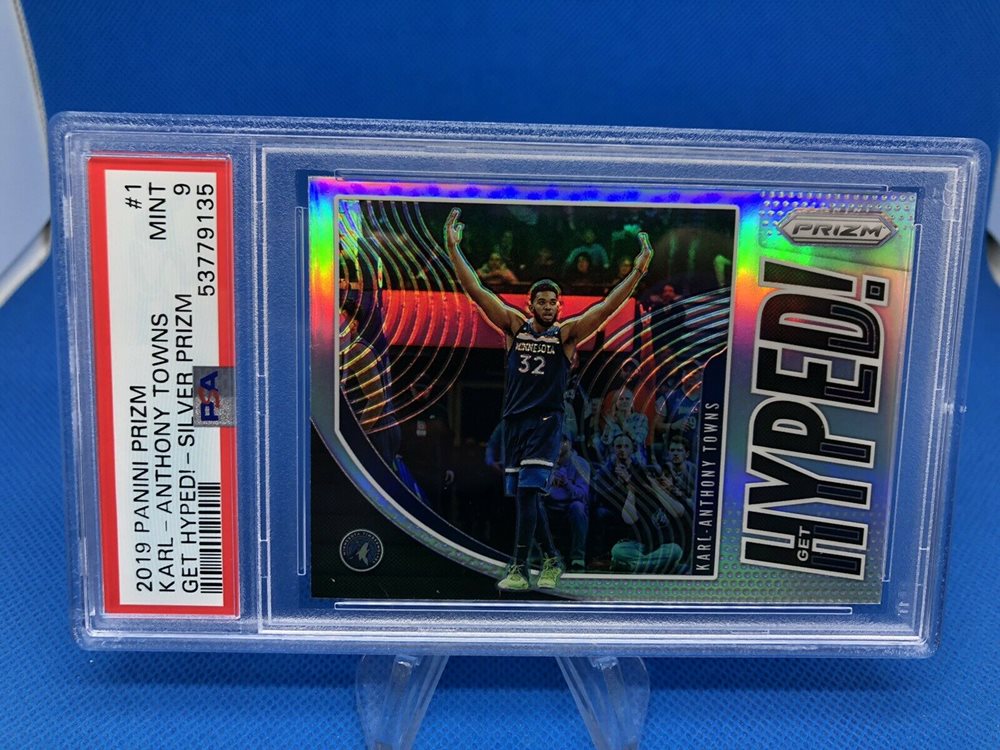 2019 PANINI PRIZM #1
KARL - ANTHONY TOWNS MINT
GET HYPED! - SILVER PRIZM 9
53779135
PSA
PRIZM
GET
HYPED!
KARL-ANTHONY TOWNS
MINNESOTA
32